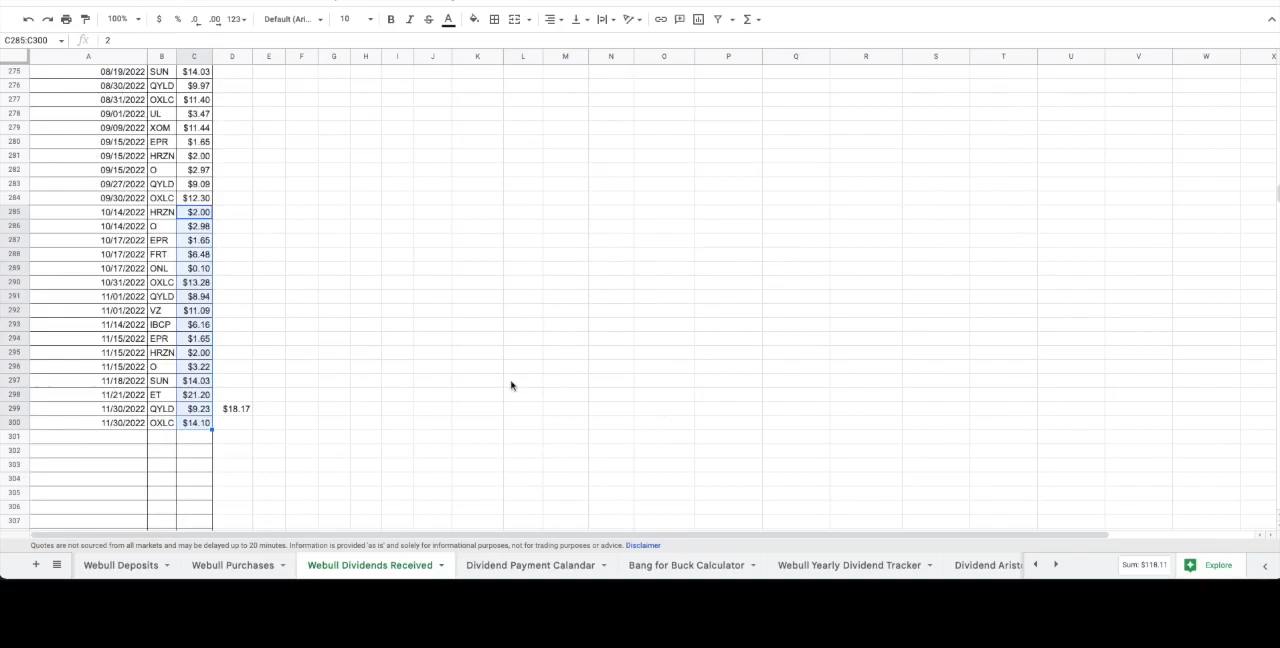 100% $ % .0 .00 123 Default (Ari... 10 B I S A
C285:C300 fx 2
A B C D E F G H I J K L M N O P Q R S T U V W X
275 08/19/2022 SUN $14.03
276 08/30/2022 QYLD $9.97
277 08/31/2022 OXLC $11.40
278 09/01/2022 UL $3.47
279 09/09/2022 XOM $11.44
280 09/15/2022 EPR $1.65
281 09/15/2022 HRZN $2.00
282 09/15/2022 O $2.97
283 09/27/2022 QYLD $9.09
284 09/30/2022 OXLC $12.30
285 10/14/2022 HRZN $2.00
286 10/14/2022 O $2.98
287 10/17/2022 EPR $1.65
288 10/17/2022 FRT $6.48
289 10/17/2022 ONL $0.10
290 10/31/2022 OXLC $13.28
291 11/01/2022 QYLD $8.94
292 11/01/2022 VZ $11.09
293 11/14/2022 IBCP $6.16
294 11/15/2022 EPR $1.65
295 11/15/2022 HRZN $2.00
296 11/15/2022 O $3.22
297 11/18/2022 SUN $14.03
298 11/21/2022 ET $21.20
299 11/30/2022 QYLD $9.23 $18.17
300 11/30/2022 OXLC $14.10
301
302
303
304
305
306
307
Quotes are not sourced from all markets and may be delayed up to 20 minutes. Information is provided 'as is' and solely for informational purposes, not for trading purposes or advice. Disclaimer
Webull Deposits Webull Purchases Webull Dividends Received Dividend Payment Calandar Bang for Buck Calculator Webull Yearly Dividend Tracker Dividend Aristo Sum: $118.11 Explore